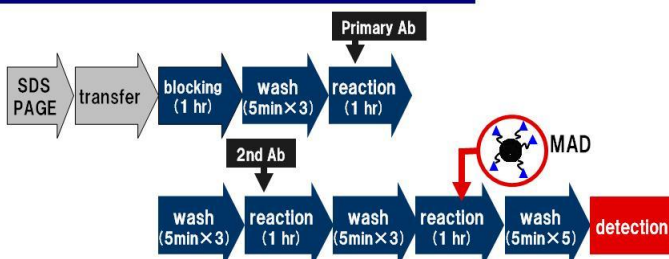 Primary Ab
SDS
PAGE
transfer
blocking
(1 hr)
wash
(5min×3)
reaction
(1 hr)
2nd Ab
MAD
wash
(5min×3)
reaction
(1 hr)
wash
(5min×3)
reaction
(1 hr)
wash
(5min×5)
detection